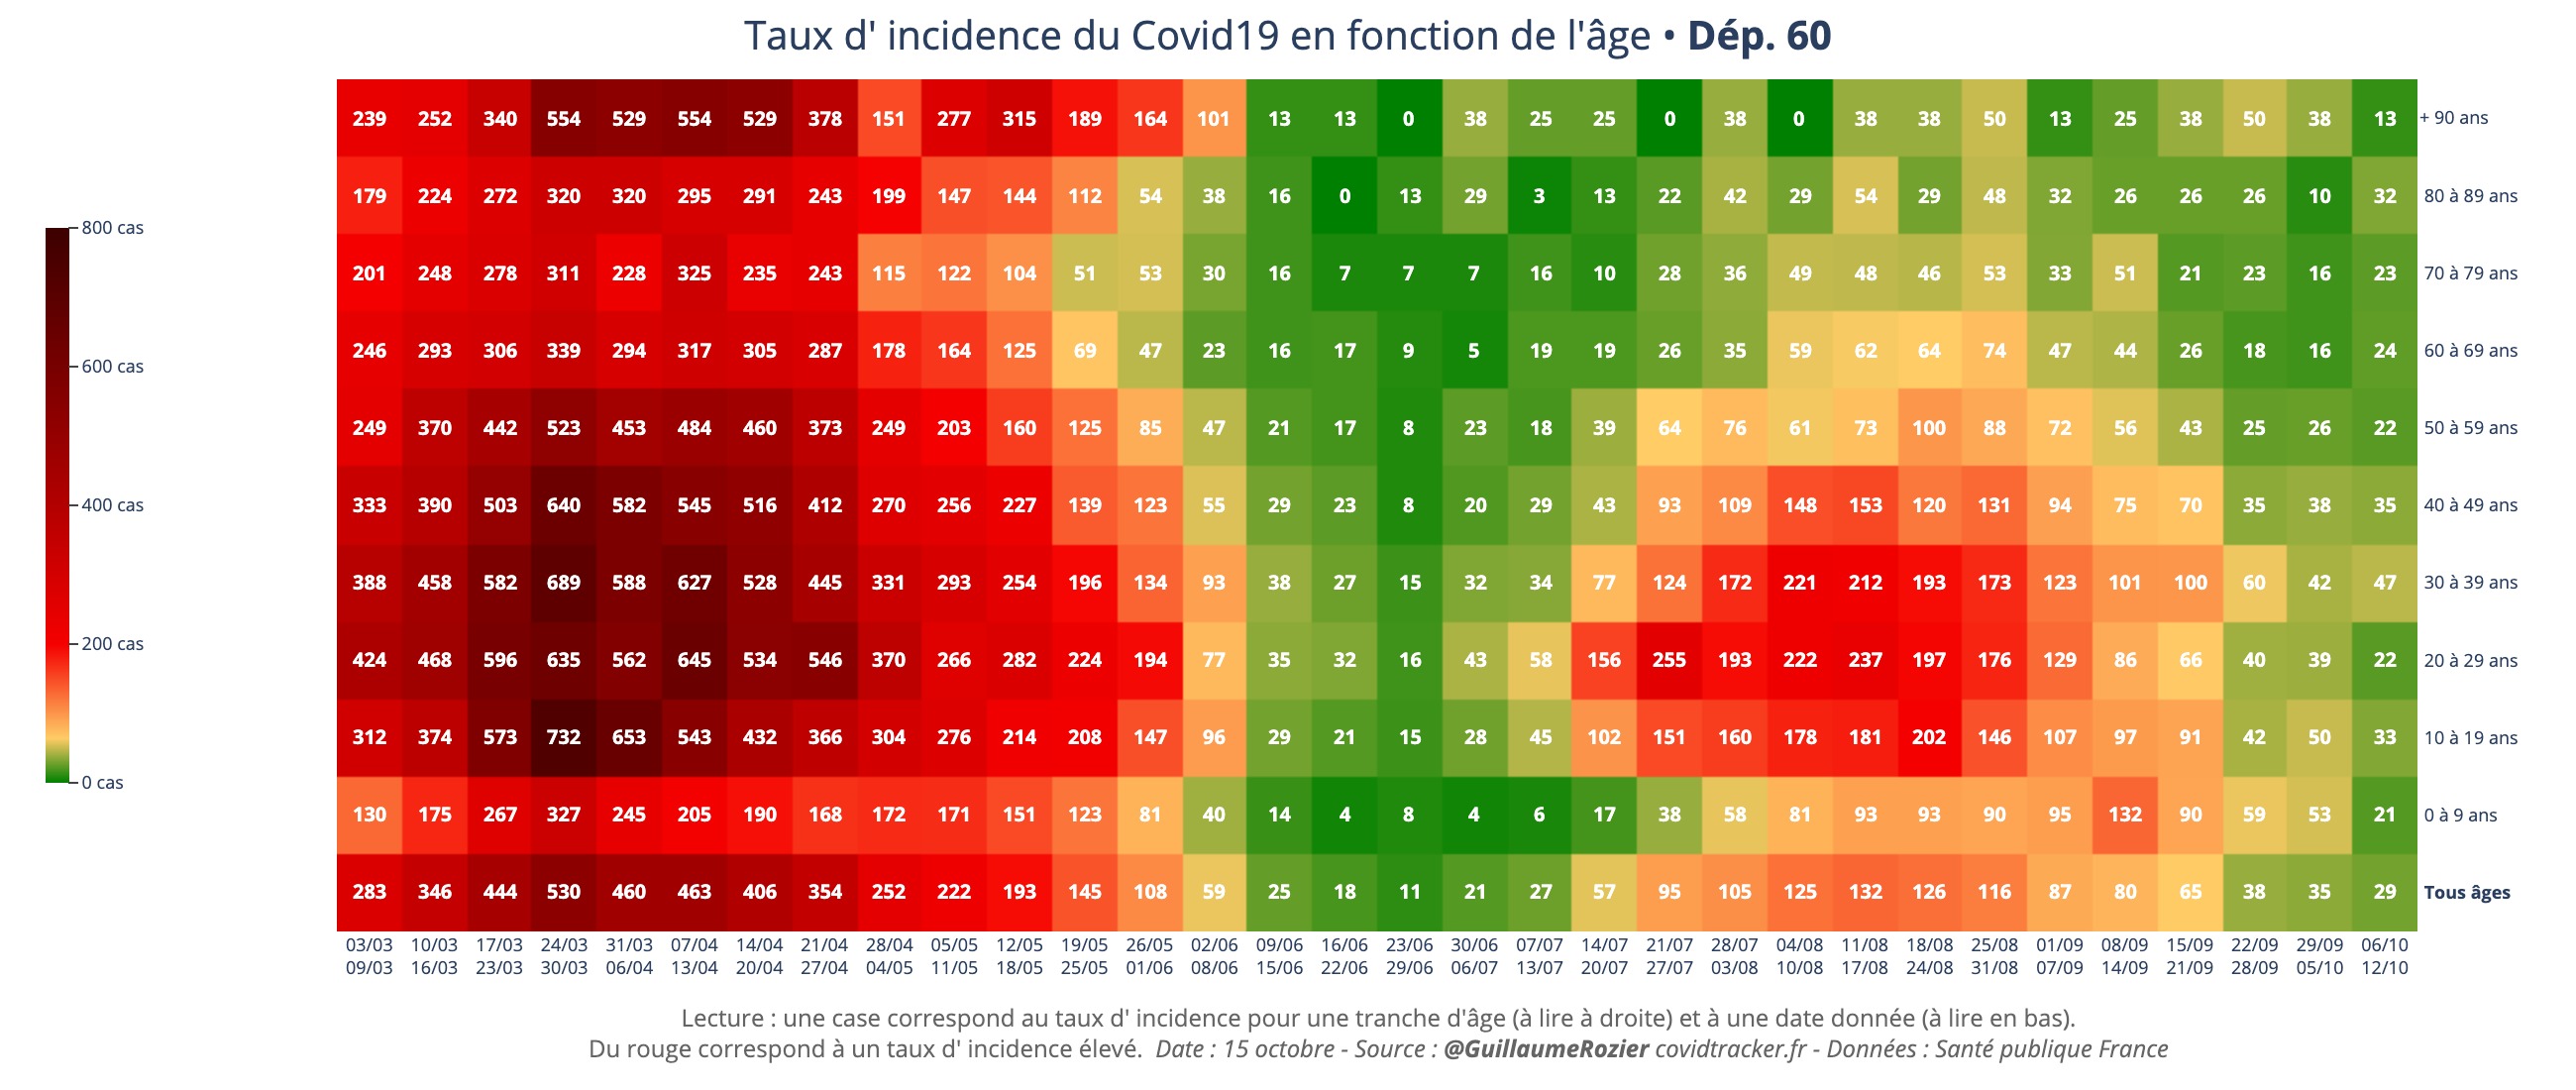 Taux d' incidence du Covid19 en fonction de l'âge • Dép. 60
800 cas
600 cas
400 cas
200 cas
0 cas
239 252 340 554 529 554 529 378 151 277 315 189 164 101 13 13 0 38 25 25 0 38 0 38 38 50 13 25 38 50 38 13 + 90 ans
179 224 272 320 320 295 291 243 199 147 144 112 54 38 16 0 13 29 3 13 22 42 29 54 29 48 32 26 26 26 10 32 80 à 89 ans
201 248 278 311 228 325 235 243 115 122 104 51 53 30 16 7 7 7 16 10 28 36 49 48 46 53 33 51 21 23 16 23 70 à 79 ans
246 293 306 339 294 317 305 287 178 164 125 69 47 23 16 17 9 5 19 19 26 35 59 62 64 74 47 44 26 18 16 24 60 à 69 ans
249 370 442 523 453 484 460 373 249 203 160 125 85 47 21 17 8 23 18 39 64 76 61 73 100 88 72 56 43 25 26 22 50 à 59 ans
333 390 503 640 582 545 516 412 270 256 227 139 123 55 29 23 8 20 29 43 93 109 148 153 120 131 94 75 70 35 38 35 40 à 49 ans
388 458 582 689 588 627 528 445 331 293 254 196 134 93 38 27 15 32 34 77 124 172 221 212 193 173 123 101 100 60 42 47 30 à 39 ans
424 468 596 635 562 645 534 546 370 266 282 224 194 77 35 32 16 43 58 156 255 193 222 237 197 176 129 86 66 40 39 22 20 à 29 ans
312 374 573 732 653 543 432 366 304 276 214 208 147 96 29 21 15 28 45 102 151 160 178 181 202 146 107 97 91 42 50 33 10 à 19 ans
130 175 267 327 245 205 190 168 172 171 151 123 81 40 14 4 8 4 6 17 38 58 81 93 93 90 95 132 90 59 53 21 0 à 9 ans
283 346 444 530 460 463 406 354 252 222 193 145 108 59 25 18 11 21 27 57 95 105 125 132 126 116 87 80 65 38 35 29 Tous âges
03/03 10/03 17/03 24/03 31/03 07/04 14/04 21/04 28/04 05/05 12/05 19/05 26/05 02/06 09/06 16/06 23/06 30/06 07/07 14/07 21/07 28/07 04/08 11/08 18/08 25/08 01/09 08/09 15/09 22/09 29/09 06/10
09/03 16/03 23/03 30/03 06/04 13/04 20/04 27/04 04/05 11/05 18/05 25/05 01/06 08/06 15/06 22/06 29/06 06/07 13/07 20/07 27/07 03/08 10/08 17/08 24/08 31/08 07/09 14/09 21/09 28/09 05/10 12/10
Lecture : une case correspond au taux d' incidence pour une tranche d'âge (à lire à droite) et à une date donnée (à lire en bas).
Du rouge correspond à un taux d' incidence élevé. Date : 15 octobre - Source : @GuillaumeRozier covidtracker.fr - Données : Santé publique France